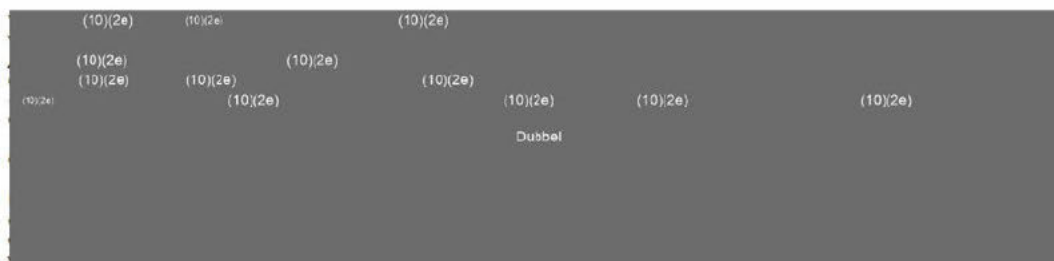 (10)(2e) (10)(2e) (10)(2e)
(10)(2e) (10)(2e)
(10)(2e) (10)(2e) (10)(2e)
(10)(2e) (10)(2e) (10)(2e) (10)(2e) (10)(2e)
Dubbel